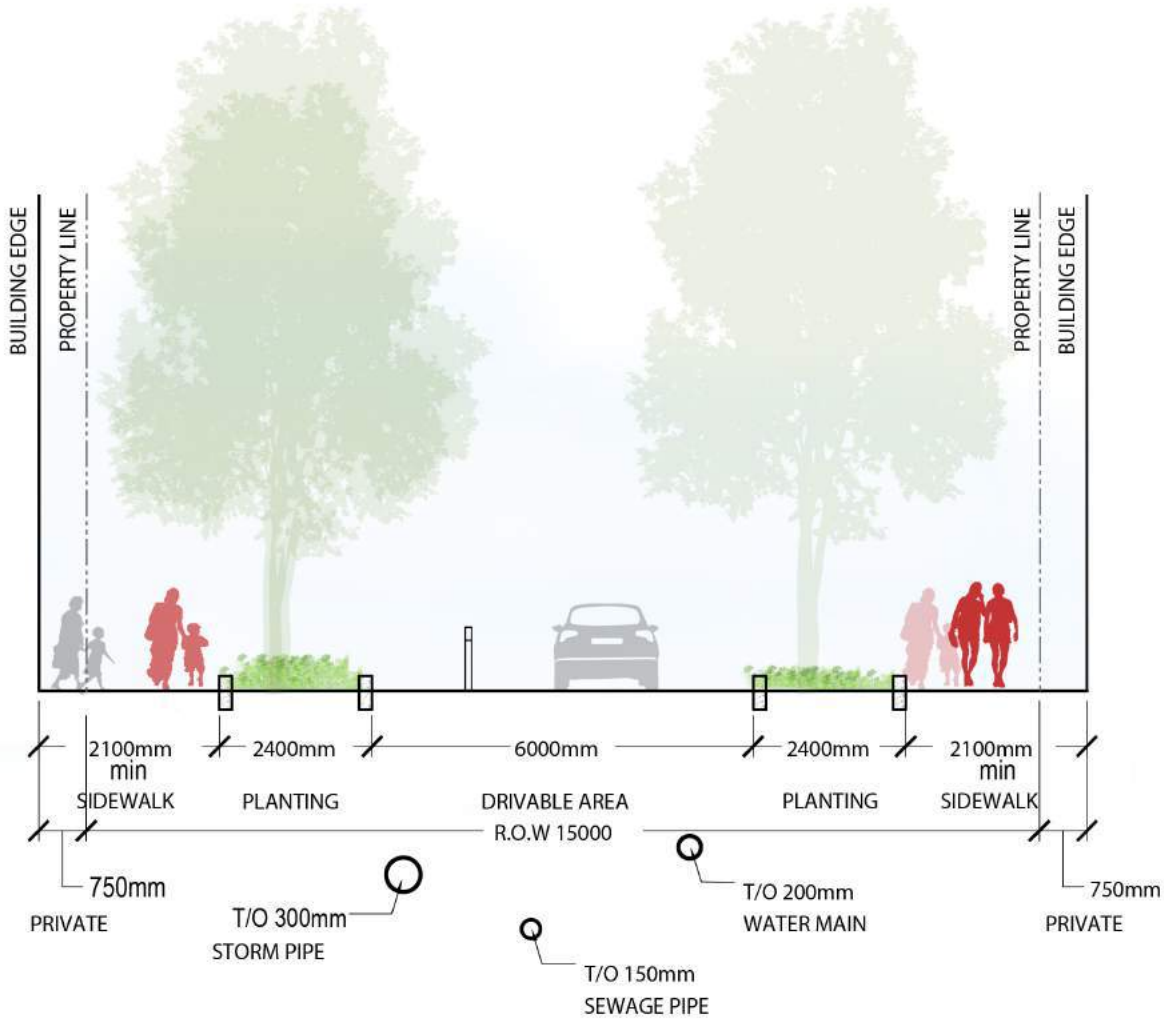 BUILDING EDGE
PROPERTY LINE
PROPERTY LINE
BUILDING EDGE
2100mm
min
SIDEWALK
2400mm
PLANTING
6000mm
DRIVABLE AREA
2400mm
PLANTING
2100mm
min
SIDEWALK
R.O.W 15000
750mm
PRIVATE
T/O 300mm
STORM PIPE
T/O 150mm
SEWAGE PIPE
T/O 200mm
WATER MAIN
750mm
PRIVATE